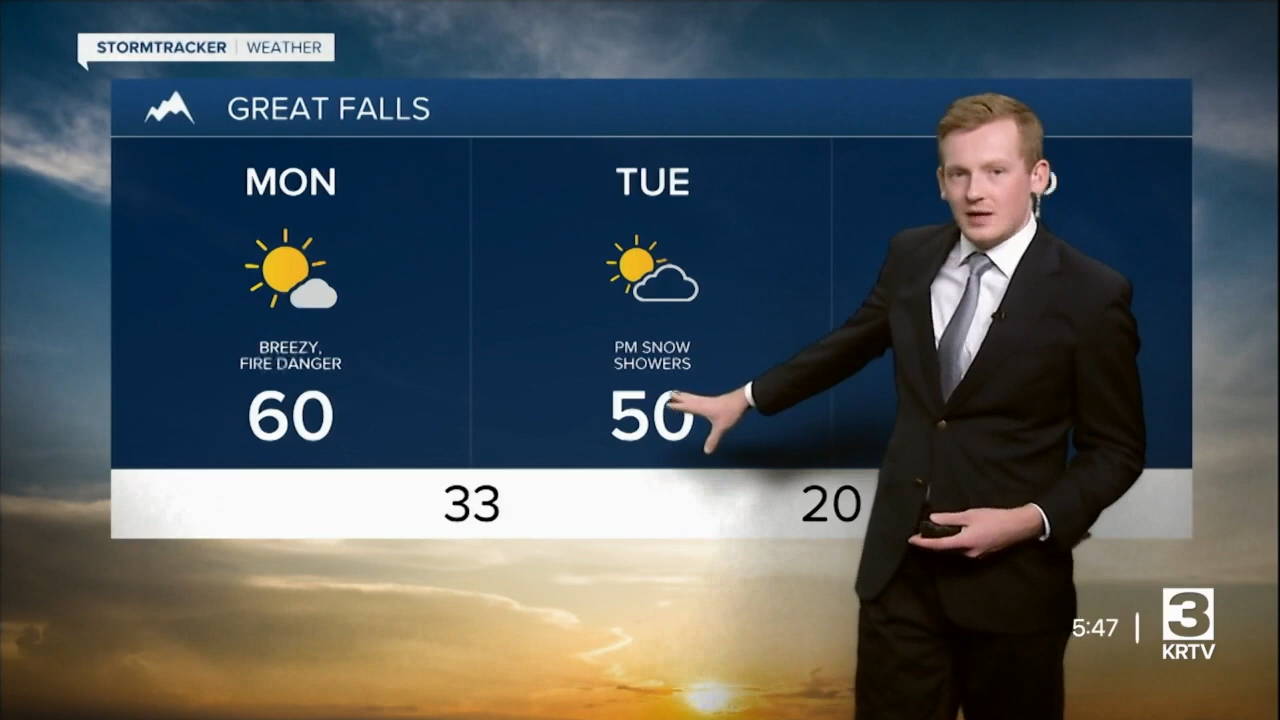 STORMTRACKER | WEATHER
GREAT FALLS
MON
TUE
BREEZY,
FIRE DANGER
PM SNOW
SHOWERS
60
50
33
20
5:47
3
KRTV